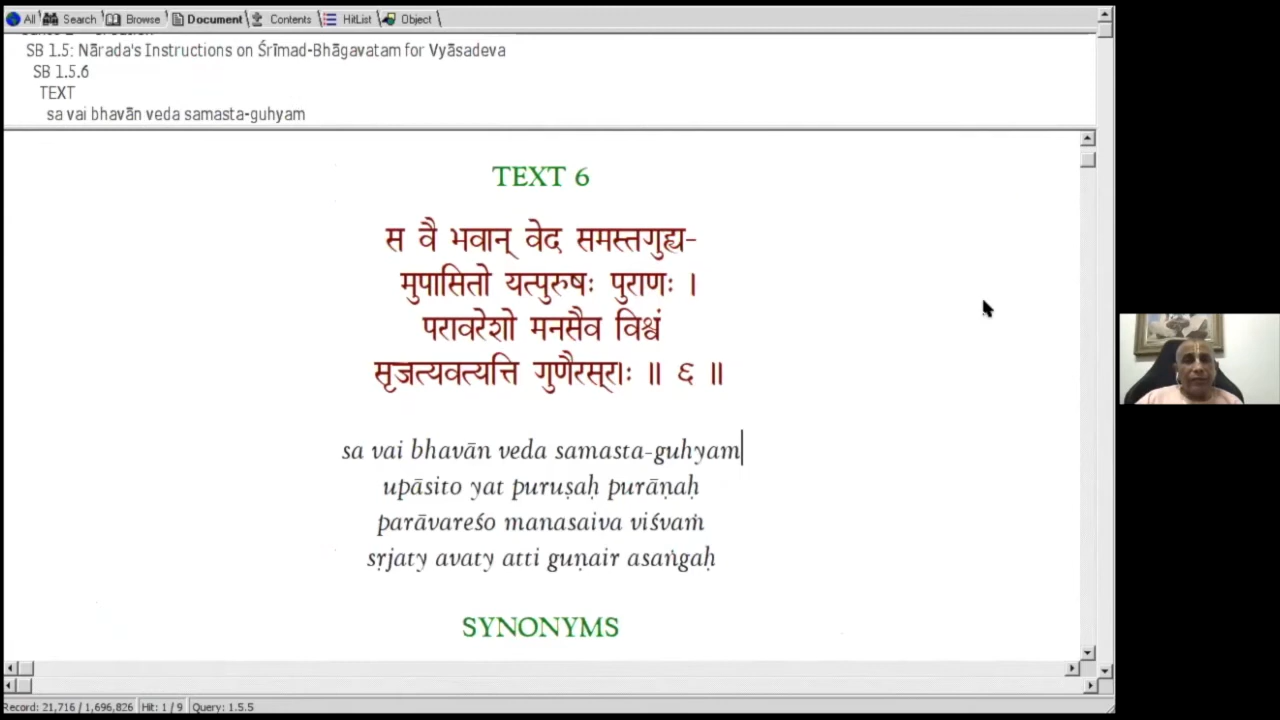 All
Search
Browse
Document
Contents
HitList
Object
SB 1.5: Nārada's Instructions on Śrīmad-Bhāgavatam for Vyāsadeva
SB 1.5.6
TEXT
sa vai bhavān veda samasta-guhyam
TEXT 6
स वै भवान् वेद समस्तगुह्य-
मुपासितो यत्पुरुषः पुराणः ।
परावरेशो मनसैव विश्वं
सृजत्यवत्यत्ति गुणैरस्राः ॥ ६ ॥
sa vai bhavān veda samasta-guhyam
upāsito yat puruṣaḥ purāṇaḥ
parāvareśo manasaiva viśvaṁ
sṛjaty avaty atti guṇair asaṅgaḥ
SYNONYMS
Record: 21,716 / 1,696,826
Hit: 1 / 9
Query: 1.5.5